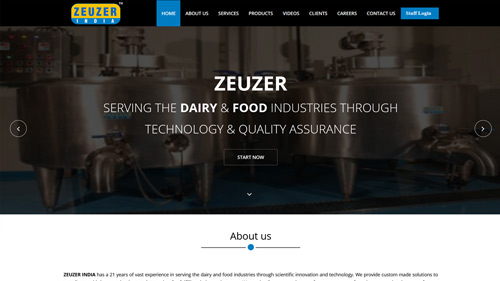 ZEUZER
INDIA
TM
HOME ABOUT US SERVICES PRODUCTS VIDEOS CLIENTS CAREERS CONTACT US Staff Login
ZEUZER
SERVING THE DAIRY & FOOD INDUSTRIES THROUGH
TECHNOLOGY & QUALITY ASSURANCE
START NOW
About us
ZEUZER INDIA has a 21 years of vast experience in serving the dairy and food industries through scientific innovation and technology. We provide custom made solutions to